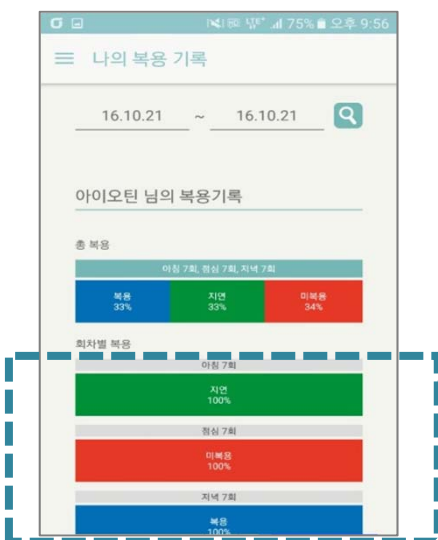 75% 오후 9:56
나의 복용 기록
16.10.21 ~ 16.10.21
아이오틴 님의 복용기록
총 복용
아침 7회, 점심 7회, 저녁 7회
복용 지연 미복용
33% 33% 34%
회차별 복용
아침 7회
지연
100%
점심 7회
미복용
100%
저녁 7회
복용
100%